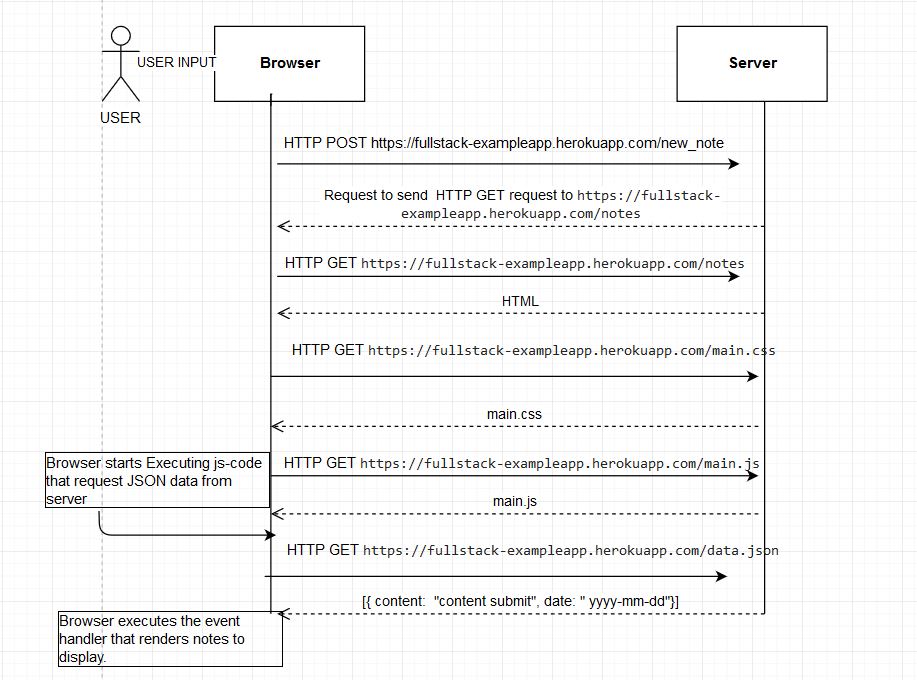 USER INPUT
Browser
Server
USER
HTTP POST https://fullstack-exampleapp.herokuapp.com/new_note
Request to send HTTP GET request to https://fullstack-
exampleapp.herokuapp.com/notes
HTTP GET https://fullstack-exampleapp.herokuapp.com/notes
HTML
HTTP GET https://fullstack-exampleapp.herokuapp.com/main.css
main.css
Browser starts Executing js-code
that request JSON data from
server
HTTP GET https://fullstack-exampleapp.herokuapp.com/main.js
main.js
HTTP GET https://fullstack-exampleapp.herokuapp.com/data.json
[{ content: "content submit", date: " yyyy-mm-dd"}]
Browser executes the event
handler that renders notes to
display.